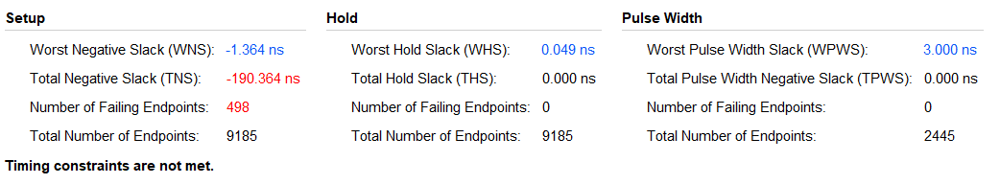 Setup Hold Pulse Width
Worst Negative Slack (WNS): -1.364 ns Worst Hold Slack (WHS): 0.049 ns Worst Pulse Width Slack (WPWS): 3.000 ns
Total Negative Slack (TNS): -190.364 ns Total Hold Slack (THS): 0.000 ns Total Pulse Width Negative Slack (TPWS): 0.000 ns
Number of Failing Endpoints: 498 Number of Failing Endpoints: 0 Number of Failing Endpoints: 0
Total Number of Endpoints: 9185 Total Number of Endpoints: 9185 Total Number of Endpoints: 2445
Timing constraints are not met.